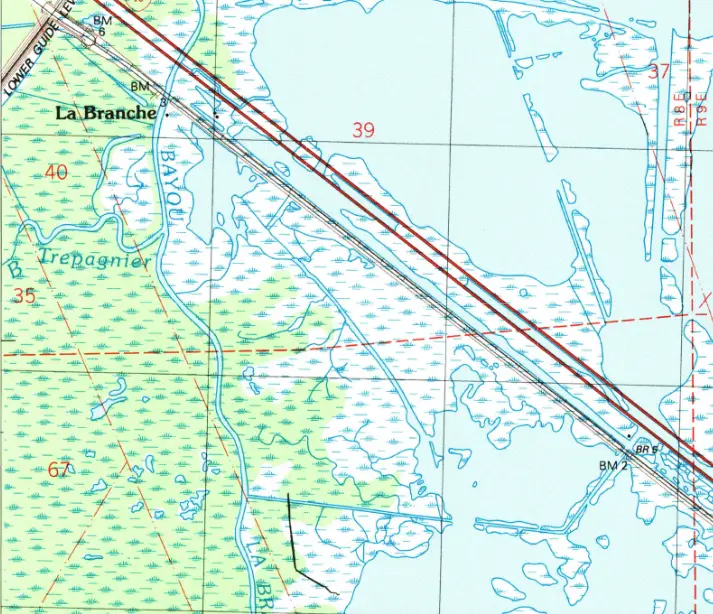 BM
6
LOWER GUIDE LEV
BM
3
37
R8E
R9E
La Branche
39
BAYOU
40
B Trepagnier
35
67
BR 6
BM 2
LA BR